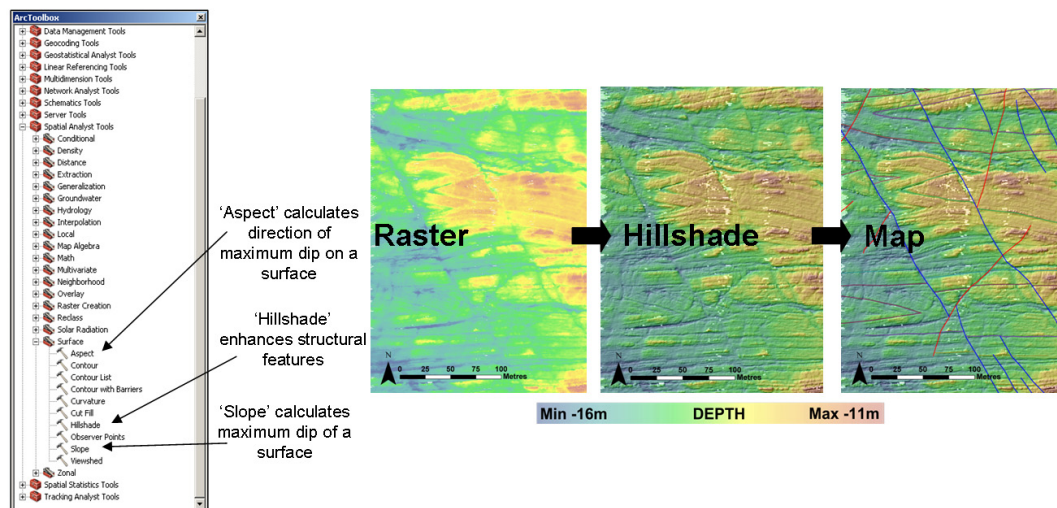 ArcToolbox
Data Management Tools
Geocoding Tools
Geostatistical Analyst Tools
Linear Referencing Tools
Multidimension Tools
Network Analyst Tools
Schematics Tools
Server Tools
Spatial Analyst Tools
Conditional
Density
Distance
Extraction
Generalization
Groundwater
Hydrology
Interpolation
Local
Map Algebra
Math
Multivariate
Neighborhood
Overlay
Raster Creation
Reclass
Solar Radiation
Surface
Aspect
Contour
Contour List
Contour with Barriers
Curvature
Cut Fill
Hillshade
Observer Points
Slope
Viewshed
Zonal
Spatial Statistics Tools
Tracking Analyst Tools
‘Aspect’ calculates
direction of
maximum dip on a
surface
‘Hillshade’
enhances structural
features
‘Slope’ calculates
maximum dip of a
surface
Raster
Hillshade
Map
N
0 25 50 75 100
Metres
N
0 25 50 75 100
Metres
N
0 25 50 75 100
Metres
Min -16m DEPTH Max -11m